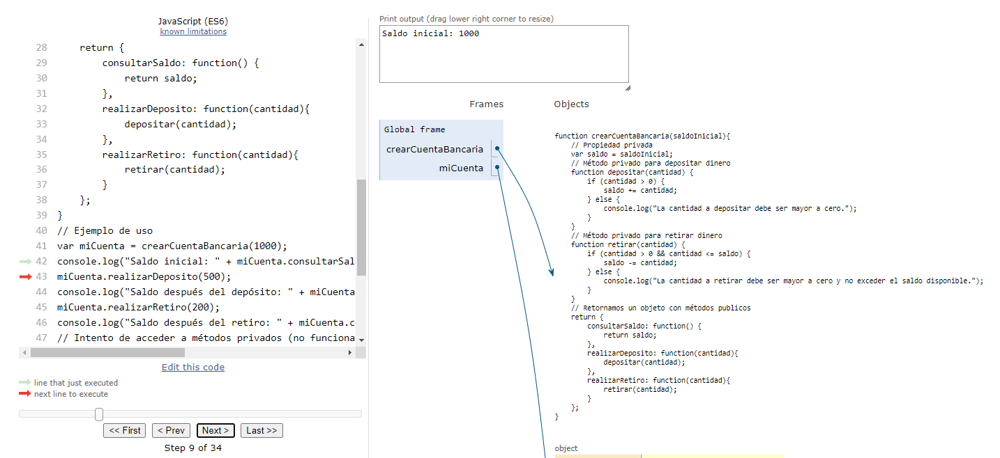 JavaScript (ES6)
known limitations
28 return {
29 consultarSaldo: function() {
30 return saldo;
31 },
32 realizarDeposito: function(cantidad){
33 depositar(cantidad);
34 },
35 realizarRetiro: function(cantidad){
36 retirar(cantidad);
37 }
38 };
39 }
40 // Ejemplo de uso
41 var miCuenta = crearCuentaBancaria(1000);
42 console.log("Saldo inicial: " + miCuenta.consultarSal
43 miCuenta.realizarDeposito(500);
44 console.log("Saldo después del depósito: " + miCuenta
45 miCuenta.realizarRetiro(200);
46 console.log("Saldo después del retiro: " + miCuenta.c
47 // Intento de acceder a métodos privados (no funciona
Edit this code
line that just executed
next line to execute
<< First < Prev Next > Last >>
Step 9 of 34
Print output (drag lower right corner to resize)
Saldo inicial: 1000
Frames Objects
Global frame
crearCuentaBancaria
miCuenta
function crearCuentaBancaria(saldoInicial){
// Propiedad privada
var saldo = saldoInicial;
// Método privado para depositar dinero
function depositar(cantidad) {
if (cantidad > 0) {
saldo += cantidad;
} else {
console.log("La cantidad a depositar debe ser mayor a cero.");
}
}
// Método privado para retirar dinero
function retirar(cantidad) {
if (cantidad > 0 && cantidad <= saldo) {
saldo -= cantidad;
} else {
console.log("La cantidad a retirar debe ser mayor a cero y no exceder el saldo disponible.");
}
}
// Retornamos un objeto con métodos publicos
return {
consultarSaldo: function() {
return saldo;
},
realizarDeposito: function(cantidad){
depositar(cantidad);
},
realizarRetiro: function(cantidad){
retirar(cantidad);
}
};
}
object